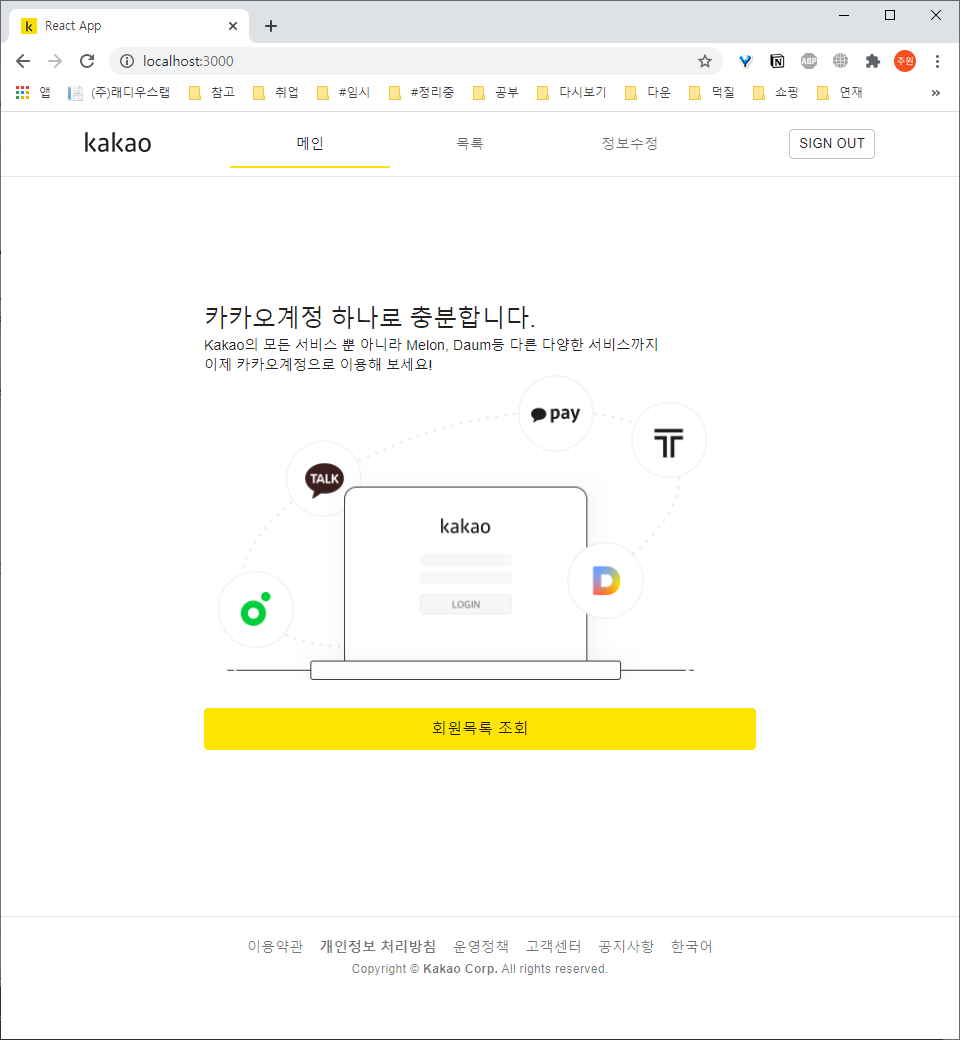 k React App
localhost:3000
ABP 주원
앱 (주)래디우스랩 참고 취업 #임시 #정리중 공부 다시보기 다운 덕질 쇼핑 연재 »
kakao 메인 목록 정보수정 SIGN OUT
카카오계정 하나로 충분합니다.
Kakao의 모든 서비스 뿐 아니라 Melon, Daum등 다른 다양한 서비스까지
이제 카카오계정으로 이용해 보세요!
pay
T
TALK
kakao
D
LOGIN
회원목록 조회
이용약관 개인정보 처리방침 운영정책 고객센터 공지사항 한국어
Copyright © Kakao Corp. All rights reserved.